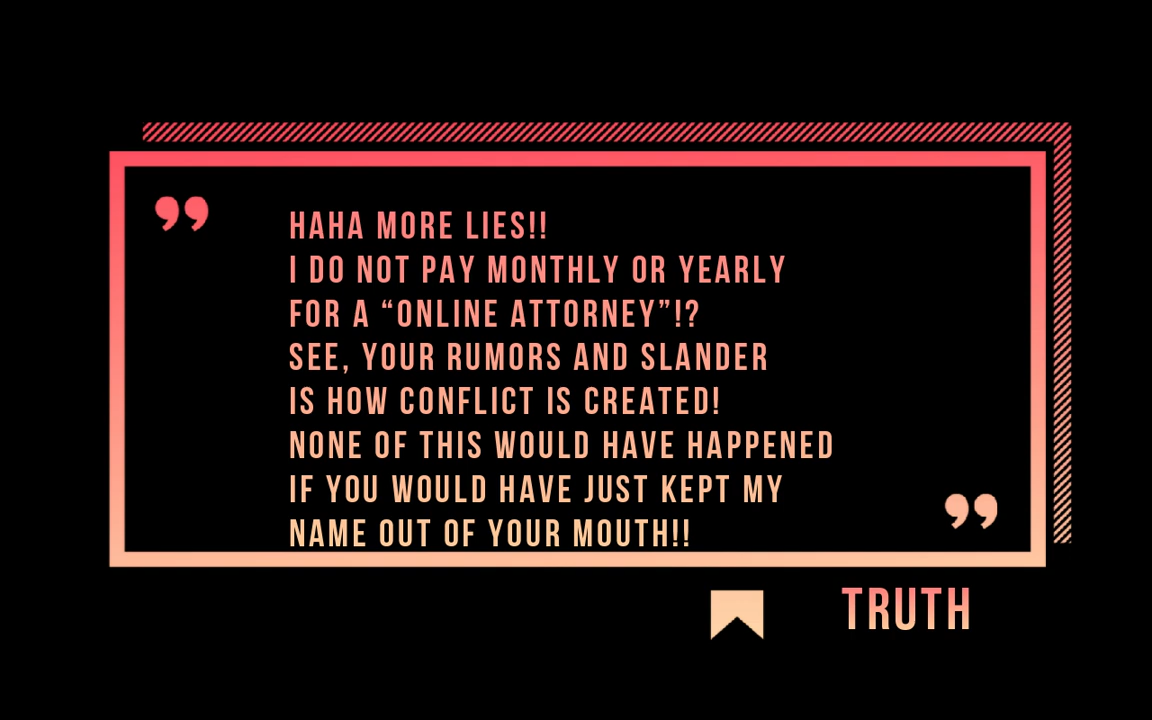 HAHA MORE LIES!!
I DO NOT PAY MONTHLY OR YEARLY
FOR A “ONLINE ATTORNEY”!?
SEE, YOUR RUMORS AND SLANDER
IS HOW CONFLICT IS CREATED!
NONE OF THIS WOULD HAVE HAPPENED
IF YOU WOULD HAVE JUST KEPT MY
NAME OUT OF YOUR MOUTH!!
TRUTH